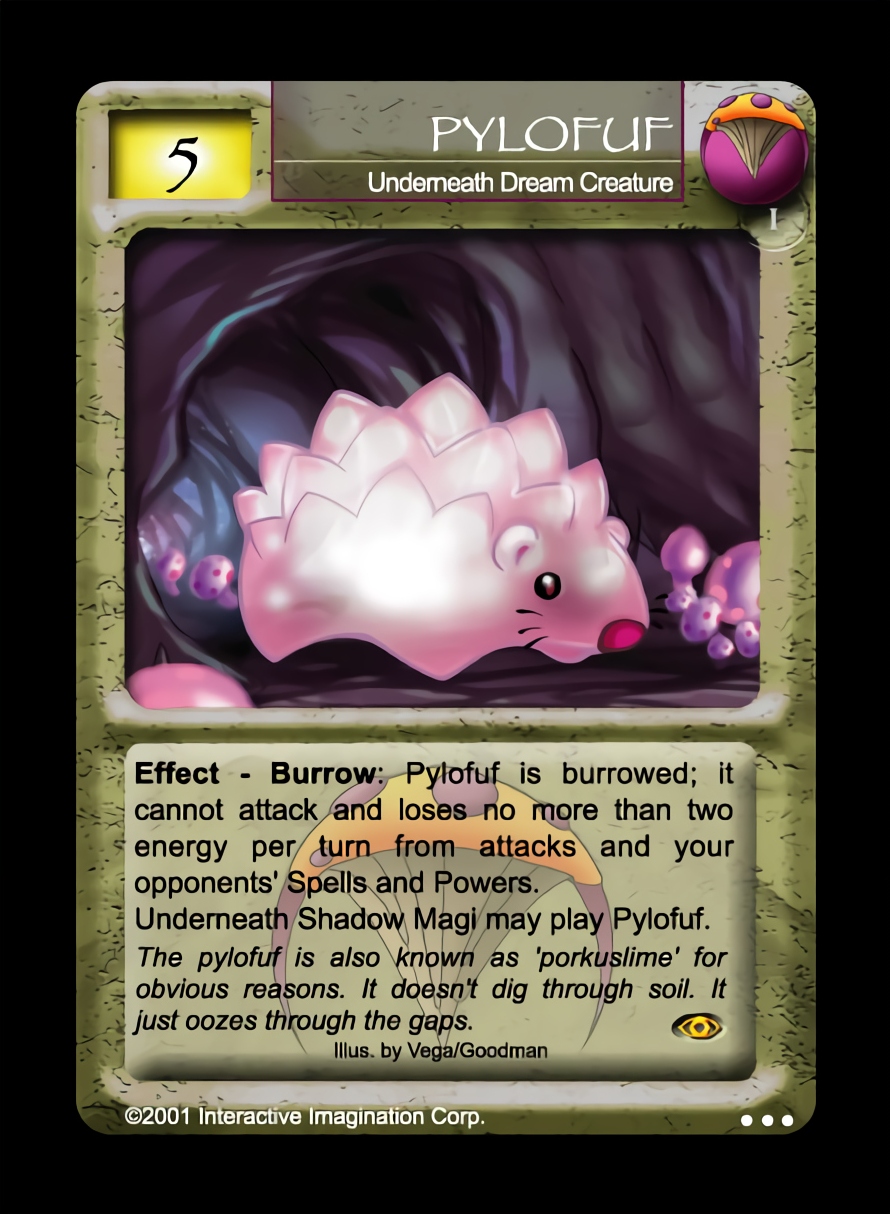 5
PYLOFUF
Underneath Dream Creature
I
Effect - Burrow: Pylofuf is burrowed; it
cannot attack and loses no more than two
energy per turn from attacks and your
opponents' Spells and Powers.
Underneath Shadow Magi may play Pylofuf.
The pylofuf is also known as 'porkuslime' for
obvious reasons. It doesn't dig through soil. It
just oozes through the gaps.
Illus. by Vega/Goodman
©2001 Interactive Imagination Corp.